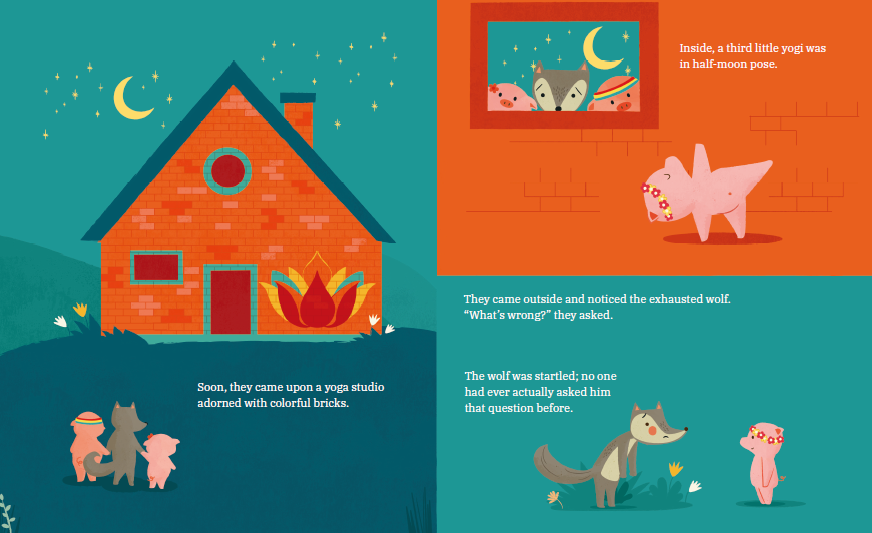 Soon, they came upon a yoga studio
adorned with colorful bricks.
Inside, a third little yogi was
in half-moon pose.
They came outside and noticed the exhausted wolf.
“What’s wrong?” they asked.
The wolf was startled; no one
had ever actually asked him
that question before.